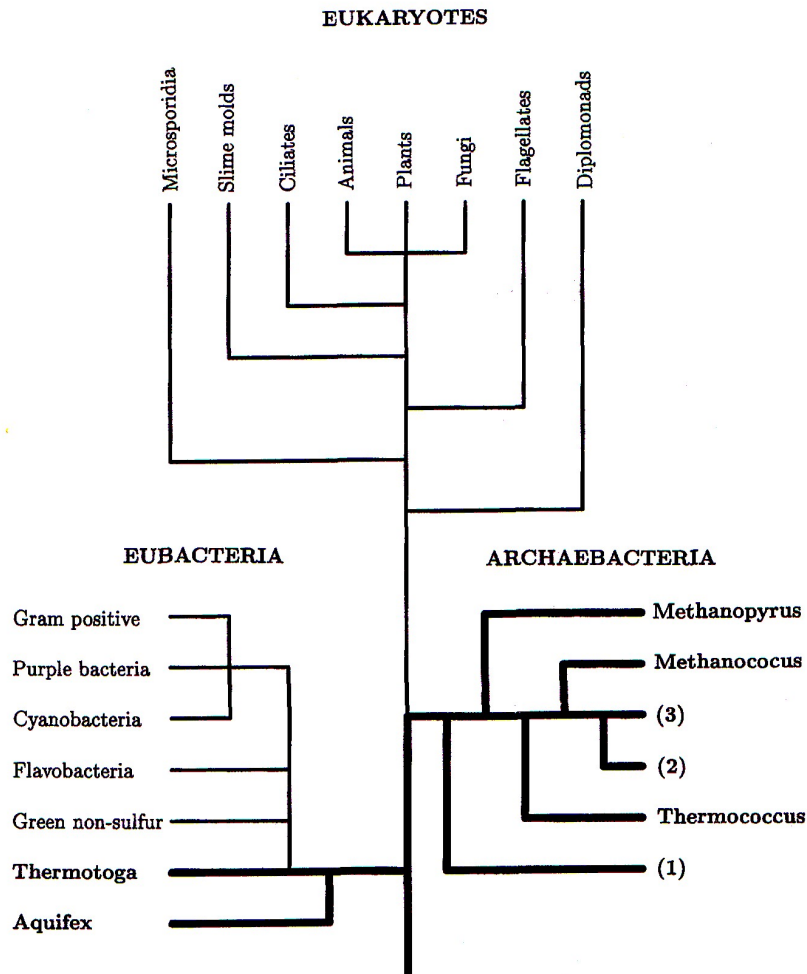 EUKARYOTES
Microsporidia
Slime molds
Ciliates
Animals
Plants
Fungi
Flagellates
Diplomonads
EUBACTERIA
Gram positive
Purple bacteria
Cyanobacteria
Flavobacteria
Green non-sulfur
Thermotoga
Aquifex
ARCHAEBACTERIA
Methanopyrus
Methanococus
(3)
(2)
Thermococcus
(1)